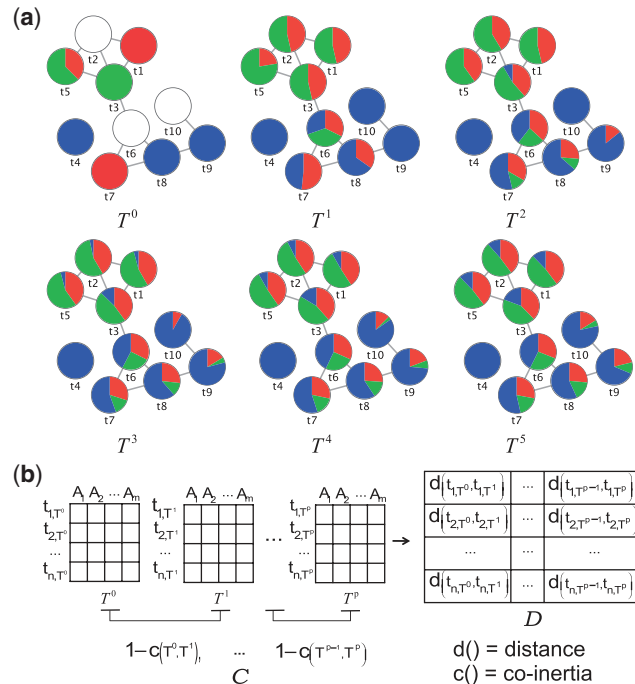 (a)
t2 t1 t5 t3 t10 t4 t6 t9 t7 t8
T⁰
t2 t1 t5 t3 t10 t4 t6 t9 t7 t8
T¹
t2 t1 t5 t3 t10 t4 t6 t9 t7 t8
T²
t2 t1 t5 t3 t10 t4 t6 t9 t7 t8
T³
t2 t1 t5 t3 t10 t4 t6 t9 t7 t8
T⁴
t2 t1 t5 t3 t10 t4 t6 t9 t7 t8
T⁵
(b)
A₁ A₂ ... Aₘ
t1,T⁰
t2,T⁰
...
tn,T⁰
T⁰
A₁ A₂ ... Aₘ
t1,T¹
t2,T¹
...
tn,T¹
T¹
...
A₁ A₂ ... Aₘ
t1,Tᵖ
t2,Tᵖ
...
tn,Tᵖ
Tᵖ
1−c(T⁰,T¹), ... 1−c(Tᵖ⁻¹,Tᵖ)
C
d(t1,T⁰,t1,T¹) ... d(t1,Tᵖ⁻¹,t1,Tᵖ)
d(t2,T⁰,t2,T¹) ... d(t2,Tᵖ⁻¹,t2,Tᵖ)
... ... ...
d(tn,T⁰,tn,T¹) ... d(tn,Tᵖ⁻¹,tn,Tᵖ)
D
d() = distance
c() = co-inertia